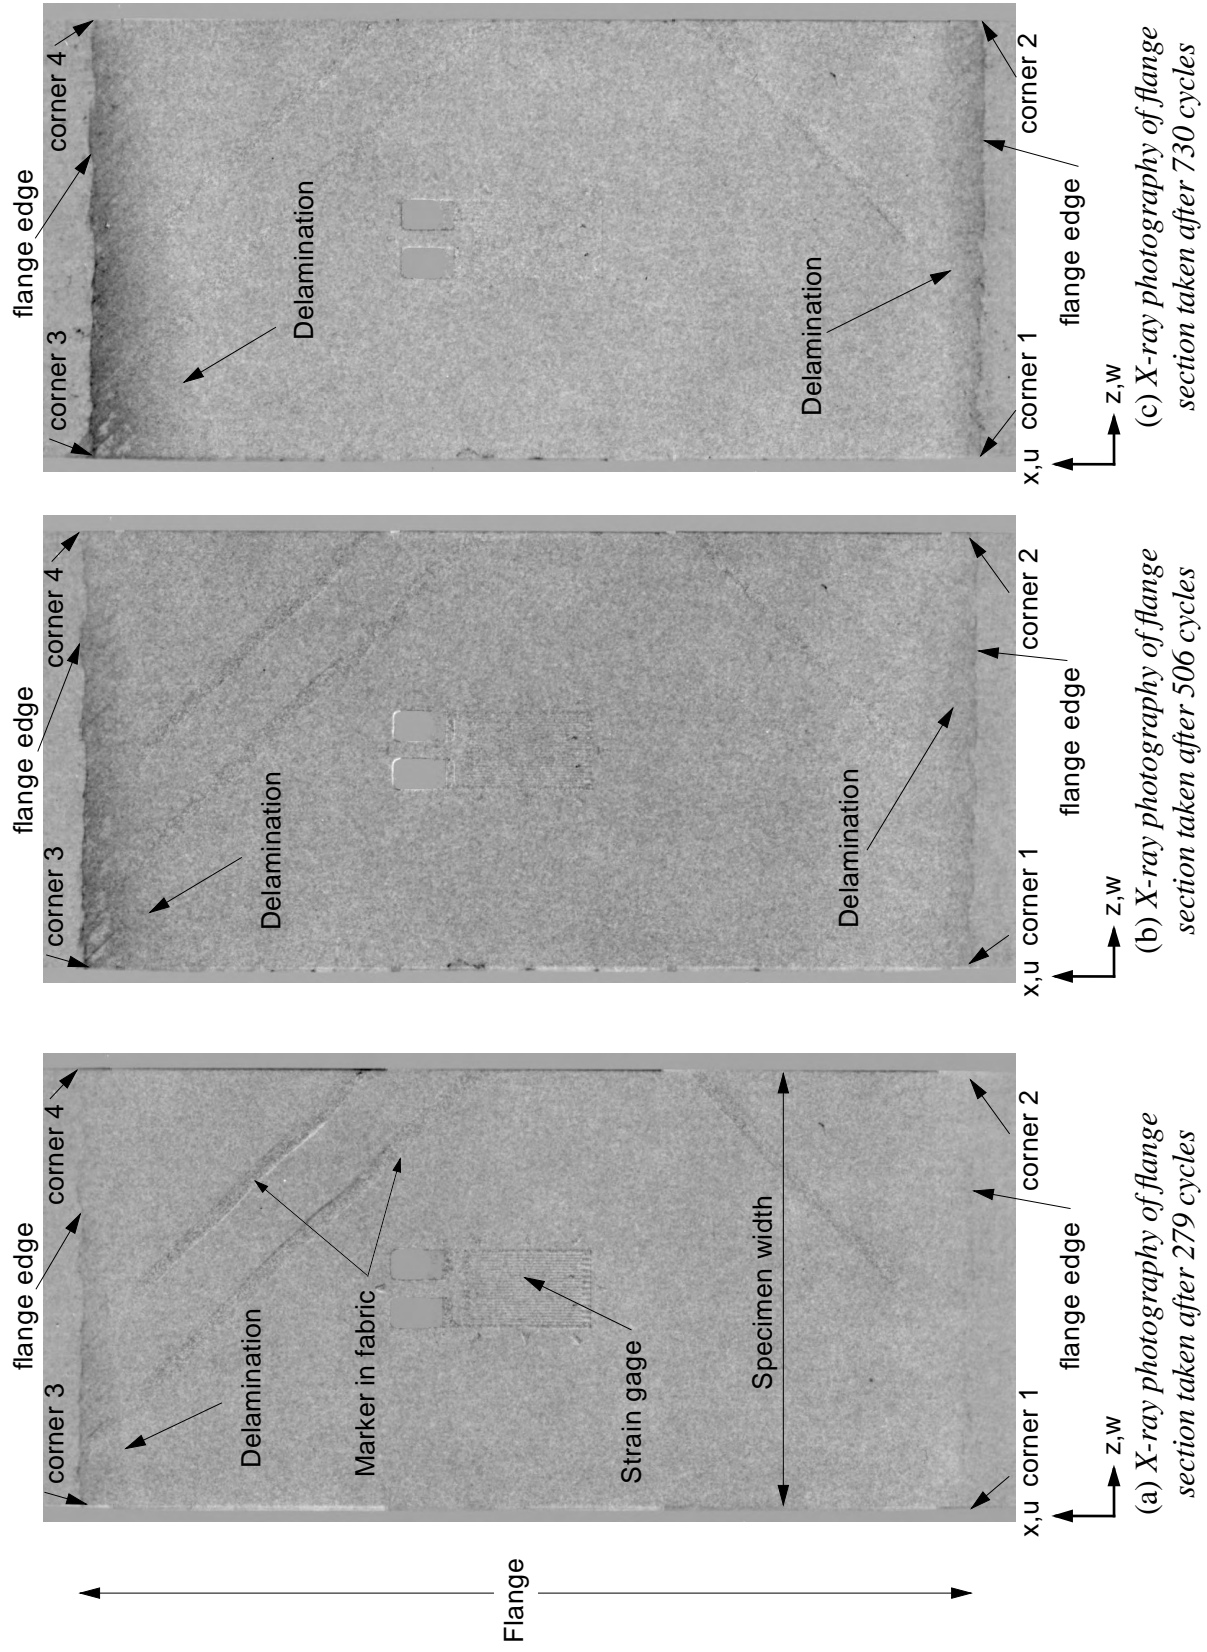 Flange
flange edge
corner 3
corner 4
Delamination
Marker in fabric
Strain gage
Specimen width
x,u
z,w
corner 1
corner 2
flange edge
(a) X-ray photography of flange
section taken after 279 cycles
flange edge
corner 3
corner 4
Delamination
Delamination
x,u
z,w
corner 1
corner 2
flange edge
(b) X-ray photography of flange
section taken after 506 cycles
flange edge
corner 3
corner 4
Delamination
Delamination
x,u
z,w
corner 1
corner 2
flange edge
(c) X-ray photography of flange
section taken after 730 cycles